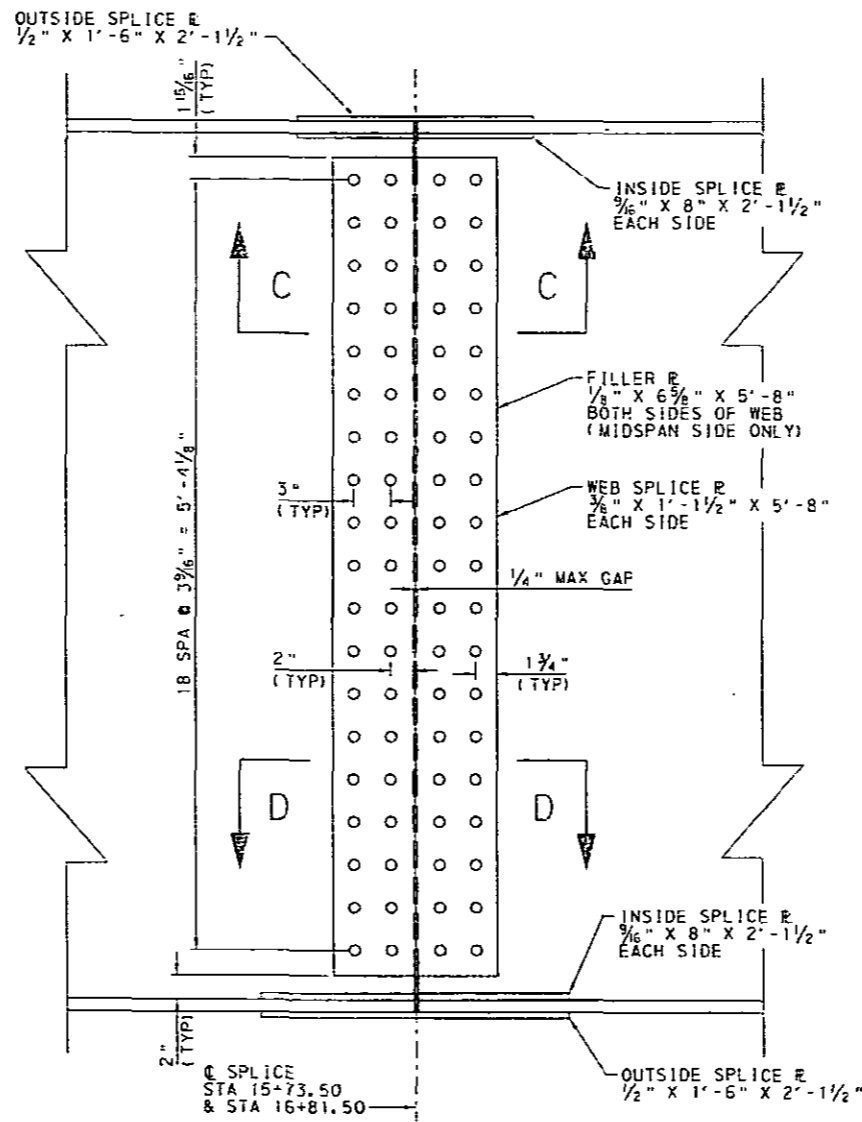 OUTSIDE SPLICE ℄
½" X 1'-6" X 2'-1½"
1 15/16"
(TYP)
INSIDE SPLICE ℄
9/16" X 8" X 2'-1½"
EACH SIDE
C
C
FILLER ℄
⅛" X 6⅝" X 5'-8"
BOTH SIDES OF WEB
(MIDSPAN SIDE ONLY)
3"
(TYP)
WEB SPLICE ℄
⅜" X 1'-1½" X 5'-8"
EACH SIDE
18 SPA @ 3 9/16" = 5'-4⅛"
¼" MAX GAP
2"
(TYP)
1¾"
(TYP)
D
D
INSIDE SPLICE ℄
9/16" X 8" X 2'-1½"
EACH SIDE
2"
(TYP)
℄ SPLICE
STA 15+73.50
& STA 16+81.50
OUTSIDE SPLICE ℄
½" X 1'-6" X 2'-1½"